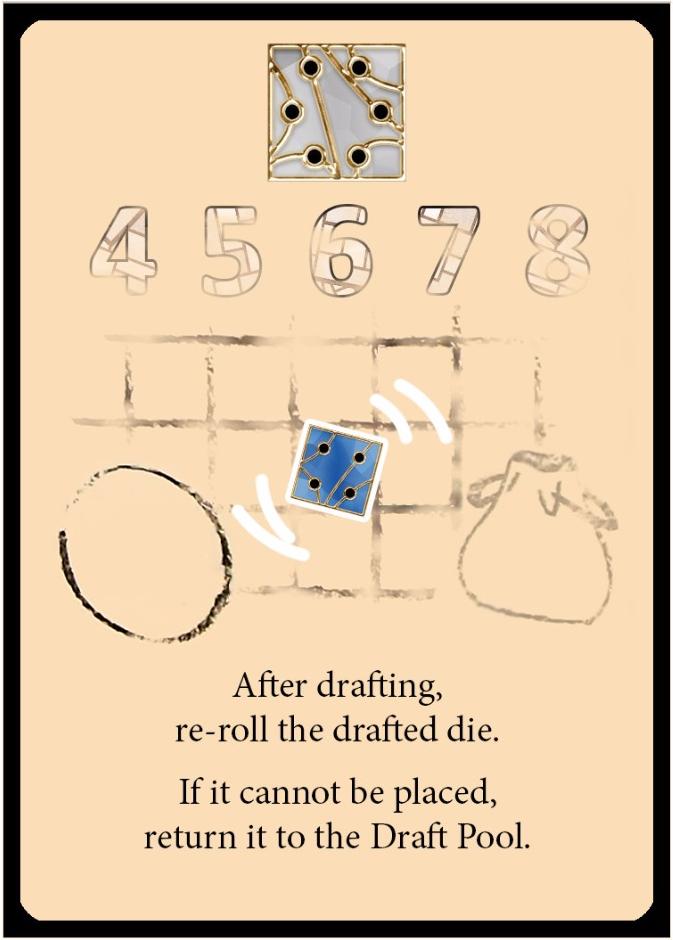 4 5 6 7 8
After drafting,
re-roll the drafted die.
If it cannot be placed,
return it to the Draft Pool.